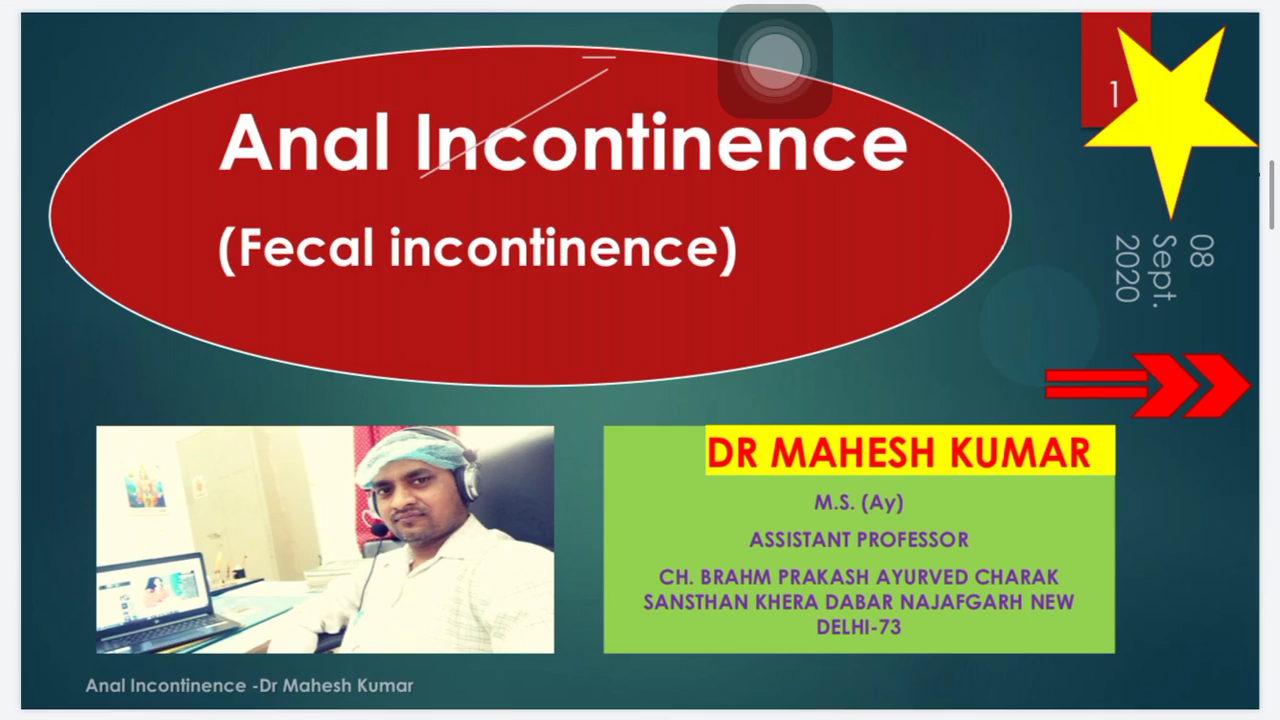 Anal Incontinence
(Fecal incontinence)
1
08
Sept.
2020
DR MAHESH KUMAR
M.S. (Ay)
ASSISTANT PROFESSOR
CH. BRAHM PRAKASH AYURVED CHARAK
SANSTHAN KHERA DABAR NAJAFGARH NEW
DELHI-73
Anal Incontinence -Dr Mahesh Kumar